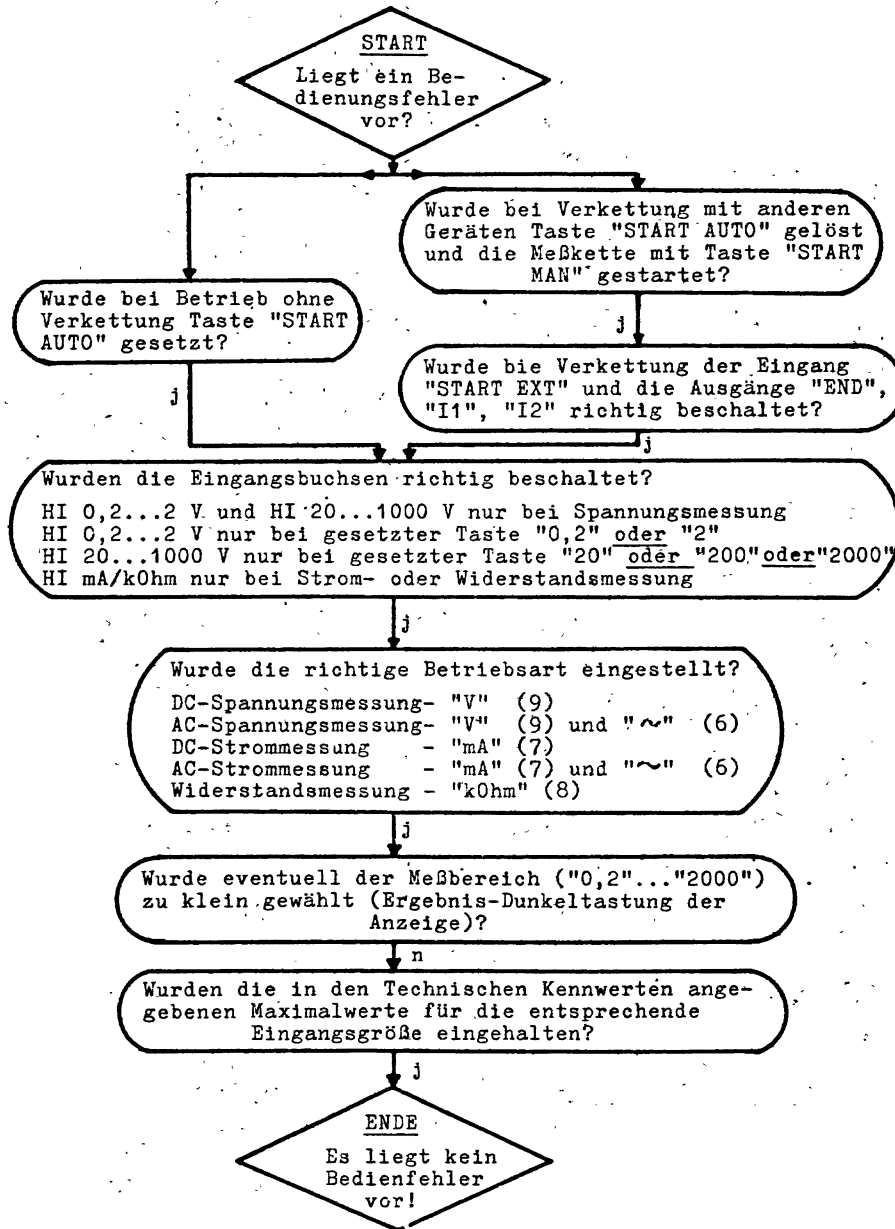 START
Liegt ein Be-
dienungsfehler
vor?
Wurde bei Verkettung mit anderen
Geräten Taste "START AUTO" gelöst
und die Meßkette mit Taste "START
MAN" gestartet?
Wurde bei Betrieb ohne
Verkettung Taste "START
AUTO" gesetzt?
j
Wurde bie Verkettung der Eingang
"START EXT" und die Ausgänge "END",
"I1", "I2" richtig beschaltet?
j
j
Wurden die Eingangsbuchsen richtig beschaltet?
HI 0,2...2 V und HI 20...1000 V nur bei Spannungsmessung
HI 0,2...2 V nur bei gesetzter Taste "0,2" oder "2"
HI 20...1000 V nur bei gesetzter Taste "20" oder "200" oder "2000"
HI mA/kOhm nur bei Strom- oder Widerstandsmessung
j
Wurde die richtige Betriebsart eingestellt?
DC-Spannungsmessung- "V" (9)
AC-Spannungsmessung- "V" (9) und "~" (6)
DC-Strommessung - "mA" (7)
AC-Strommessung - "mA" (7) und "~" (6)
Widerstandsmessung - "kOhm" (8)
j
Wurde eventuell der Meßbereich ("0,2"..."2000")
zu klein gewählt (Ergebnis-Dunkeltastung der
Anzeige)?
n
Wurden die in den Technischen Kennwerten ange-
gebenen Maximalwerte für die entsprechende
Eingangsgröße eingehalten?
j
ENDE
Es liegt kein
Bedienfehler
vor!